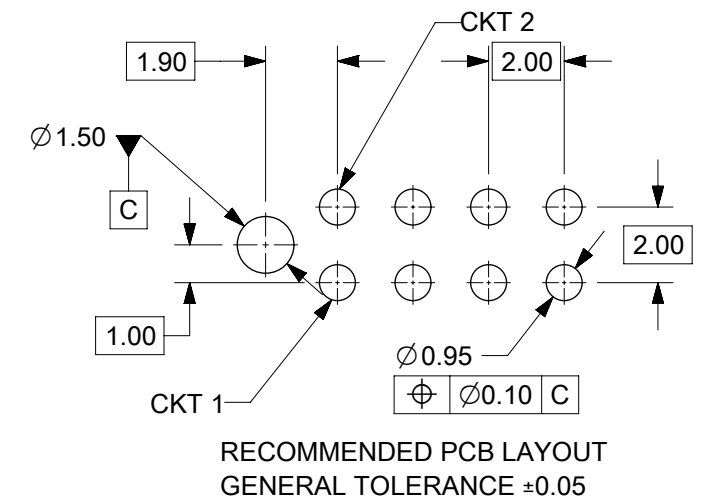 CKT 2
1.90
2.00
∅1.50
C
2.00
1.00
∅0.95
⌖ ∅0.10 C
CKT 1
RECOMMENDED PCB LAYOUT
GENERAL TOLERANCE ±0.05